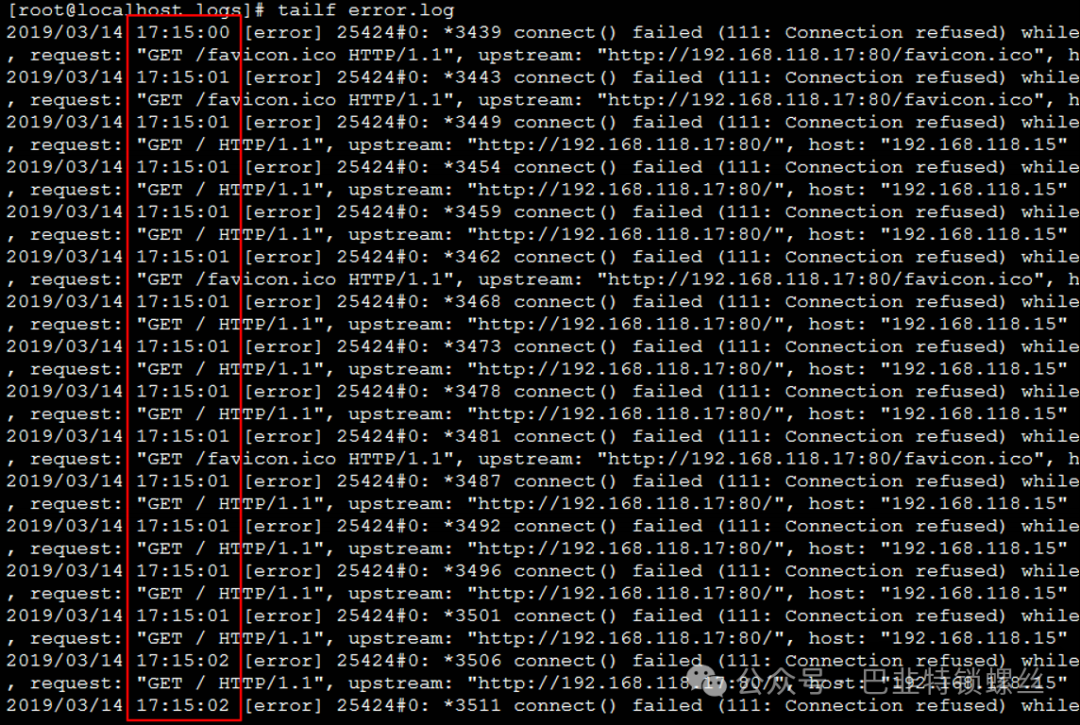 [root@localhost logs]# tailf error.log
2019/03/14 17:15:00 [error] 25424#0: *3439 connect() failed (111: Connection refused) while
, request: "GET /favicon.ico HTTP/1.1", upstream: "http://192.168.118.17:80/favicon.ico", h
2019/03/14 17:15:01 [error] 25424#0: *3443 connect() failed (111: Connection refused) while
, request: "GET /favicon.ico HTTP/1.1", upstream: "http://192.168.118.17:80/favicon.ico", h
2019/03/14 17:15:01 [error] 25424#0: *3449 connect() failed (111: Connection refused) while
, request: "GET / HTTP/1.1", upstream: "http://192.168.118.17:80/", host: "192.168.118.15"
2019/03/14 17:15:01 [error] 25424#0: *3454 connect() failed (111: Connection refused) while
, request: "GET / HTTP/1.1", upstream: "http://192.168.118.17:80/", host: "192.168.118.15"
2019/03/14 17:15:01 [error] 25424#0: *3459 connect() failed (111: Connection refused) while
, request: "GET / HTTP/1.1", upstream: "http://192.168.118.17:80/", host: "192.168.118.15"
2019/03/14 17:15:01 [error] 25424#0: *3462 connect() failed (111: Connection refused) while
, request: "GET /favicon.ico HTTP/1.1", upstream: "http://192.168.118.17:80/favicon.ico", h
2019/03/14 17:15:01 [error] 25424#0: *3468 connect() failed (111: Connection refused) while
, request: "GET / HTTP/1.1", upstream: "http://192.168.118.17:80/", host: "192.168.118.15"
2019/03/14 17:15:01 [error] 25424#0: *3473 connect() failed (111: Connection refused) while
, request: "GET / HTTP/1.1", upstream: "http://192.168.118.17:80/", host: "192.168.118.15"
2019/03/14 17:15:01 [error] 25424#0: *3478 connect() failed (111: Connection refused) while
, request: "GET / HTTP/1.1", upstream: "http://192.168.118.17:80/", host: "192.168.118.15"
2019/03/14 17:15:01 [error] 25424#0: *3481 connect() failed (111: Connection refused) while
, request: "GET /favicon.ico HTTP/1.1", upstream: "http://192.168.118.17:80/favicon.ico", h
2019/03/14 17:15:01 [error] 25424#0: *3487 connect() failed (111: Connection refused) while
, request: "GET / HTTP/1.1", upstream: "http://192.168.118.17:80/", host: "192.168.118.15"
2019/03/14 17:15:01 [error] 25424#0: *3492 connect() failed (111: Connection refused) while
, request: "GET / HTTP/1.1", upstream: "http://192.168.118.17:80/", host: "192.168.118.15"
2019/03/14 17:15:01 [error] 25424#0: *3496 connect() failed (111: Connection refused) while
, request: "GET / HTTP/1.1", upstream: "http://192.168.118.17:80/", host: "192.168.118.15"
2019/03/14 17:15:01 [error] 25424#0: *3501 connect() failed (111: Connection refused) while
, request: "GET / HTTP/1.1", upstream: "http://192.168.118.17:80/", host: "192.168.118.15"
2019/03/14 17:15:02 [error] 25424#0: *3506 connect() failed (111: Connection refused) while
, request: "GET / HTTP/1.1", upstream: "http://192.168.118.17:80/", host: "192.168.118.15"
2019/03/14 17:15:02 [error] 25424#0: *3511 connect() failed (111: Connection refused) while
公众号 巴业特锁螺丝